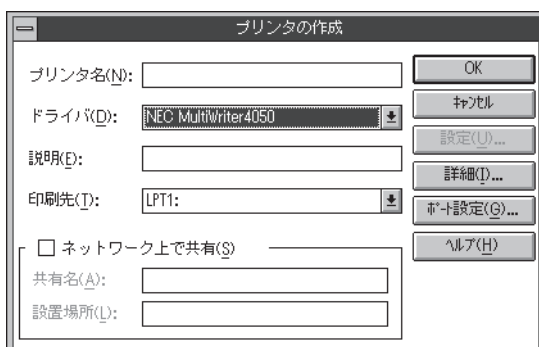 プリンタの作成
プリンタ名(N):
ドライバ(D): NEC MultiWriter4050
説明(E):
印刷先(T): LPT1:
ネットワーク上で共有(S)
共有名(A):
設置場所(L):
OK
ｷｬﾝｾﾙ
設定(U)...
詳細(I)...
ﾎﾟｰﾄ設定(G)...
ﾍﾙﾌﾟ(H)